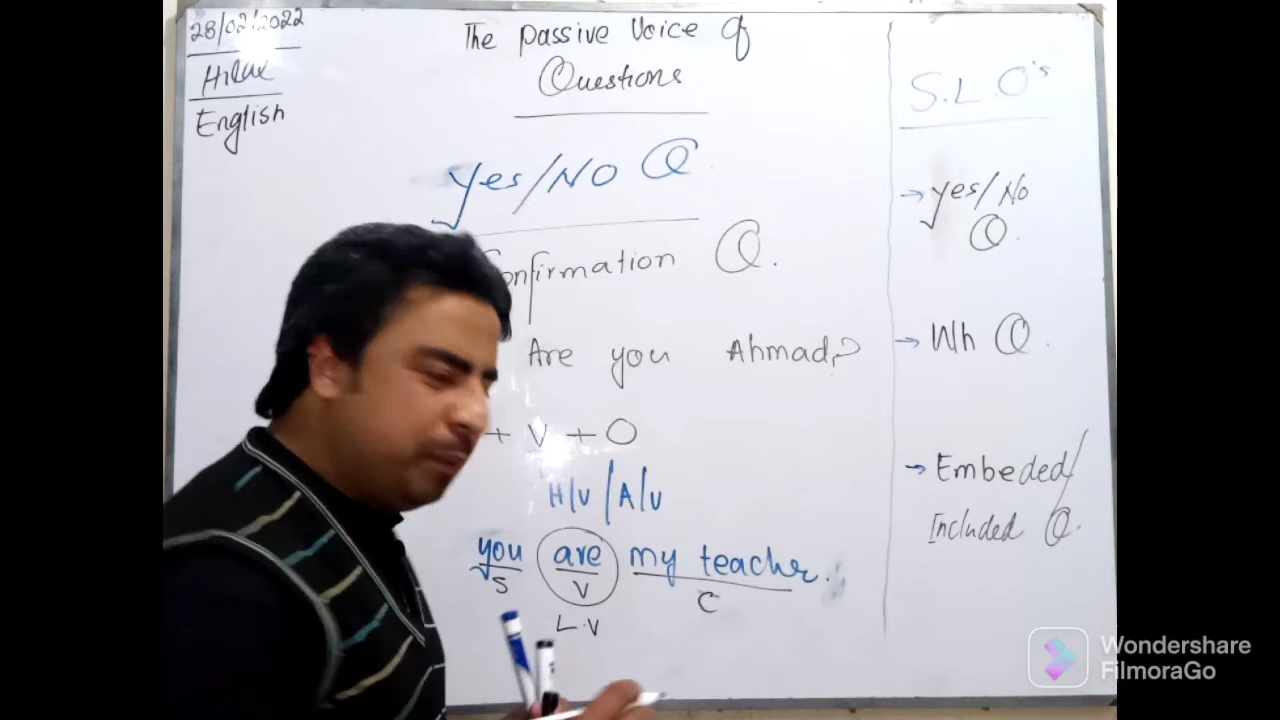 28/02/2022
Hilal
English
The Passive Voice of
Questions
Yes/No Q
onfirmation Q.
Are you Ahmad?
+ V + O
H/v / A/v
you are my teacher.
S V C
L.V
S.L.O's
→ yes/No
Q.
→ Wh Q.
→ Embeded/
Included Q.
Wondershare
FilmoraGo